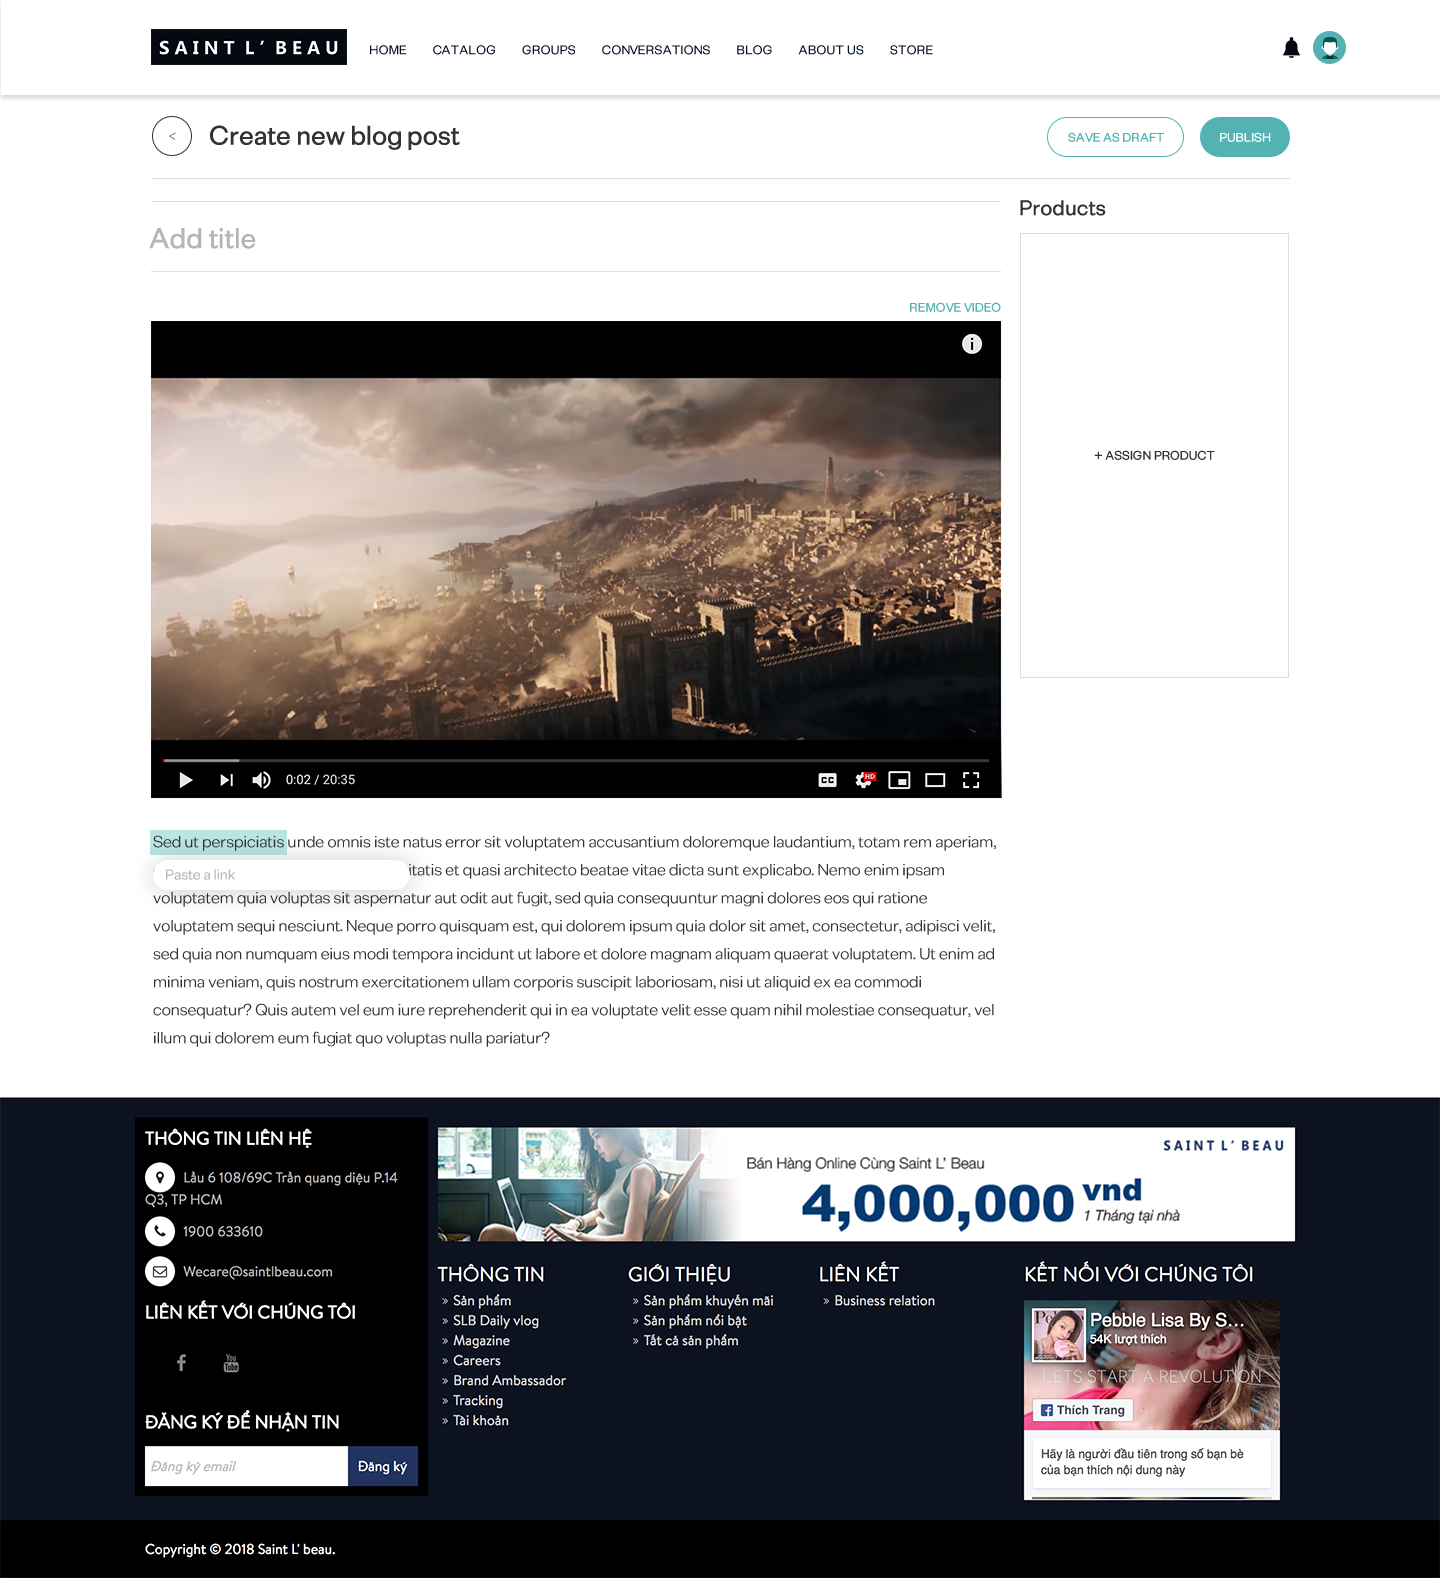 SAINT L' BEAU
HOME CATALOG GROUPS CONVERSATIONS BLOG ABOUT US STORE
< Create new blog post
SAVE AS DRAFT PUBLISH
Add title
Products
REMOVE VIDEO
+ ASSIGN PRODUCT
0:02 / 20:35
CC HD
Sed ut perspiciatis unde omnis iste natus error sit voluptatem accusantium doloremque laudantium, totam rem aperiam,
Paste a link
itatis et quasi architecto beatae vitae dicta sunt explicabo. Nemo enim ipsam
voluptatem quia voluptas sit aspernatur aut odit aut fugit, sed quia consequuntur magni dolores eos qui ratione
voluptatem sequi nesciunt. Neque porro quisquam est, qui dolorem ipsum quia dolor sit amet, consectetur, adipisci velit,
sed quia non numquam eius modi tempora incidunt ut labore et dolore magnam aliquam quaerat voluptatem. Ut enim ad
minima veniam, quis nostrum exercitationem ullam corporis suscipit laboriosam, nisi ut aliquid ex ea commodi
consequatur? Quis autem vel eum iure reprehenderit qui in ea voluptate velit esse quam nihil molestiae consequatur, vel
illum qui dolorem eum fugiat quo voluptas nulla pariatur?
THÔNG TIN LIÊN HỆ
Lầu 6 108/69C Trần quang diệu P.14
Q3, TP HCM
1900 633610
Wecare@saintlbeau.com
LIÊN KẾT VỚI CHÚNG TÔI
You
Tube
ĐĂNG KÝ ĐỂ NHẬN TIN
Đăng ký email
Đăng ký
SAINT L' BEAU
Bán Hàng Online Cùng Saint L' Beau
4,000,000 vnd
1 Tháng tại nhà
THÔNG TIN
» Sản phẩm
» SLB Daily vlog
» Magazine
» Careers
» Brand Ambassador
» Tracking
» Tài khoản
GIỚI THIỆU
» Sản phẩm khuyến mãi
» Sản phẩm nổi bật
» Tất cả sản phẩm
LIÊN KẾT
» Business relation
KẾT NỐI VỚI CHÚNG TÔI
Pebble Lisa By S...
54K lượt thích
LETS START A REVOLUTION
Thích Trang
Hãy là người đầu tiên trong số bạn bè
của bạn thích nội dung này
Copyright © 2018 Saint L' beau.